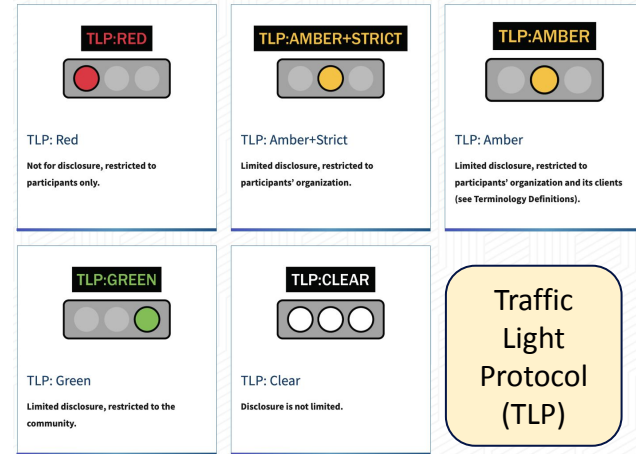 TLP:RED
TLP: Red
Not for disclosure, restricted to
participants only.
TLP:AMBER+STRICT
TLP: Amber+Strict
Limited disclosure, restricted to
participants’ organization.
TLP:AMBER
TLP: Amber
Limited disclosure, restricted to
participants’ organization and its clients
(see Terminology Definitions).
TLP:GREEN
TLP: Green
Limited disclosure, restricted to the
community.
TLP:CLEAR
TLP: Clear
Disclosure is not limited.
Traffic
Light
Protocol
(TLP)